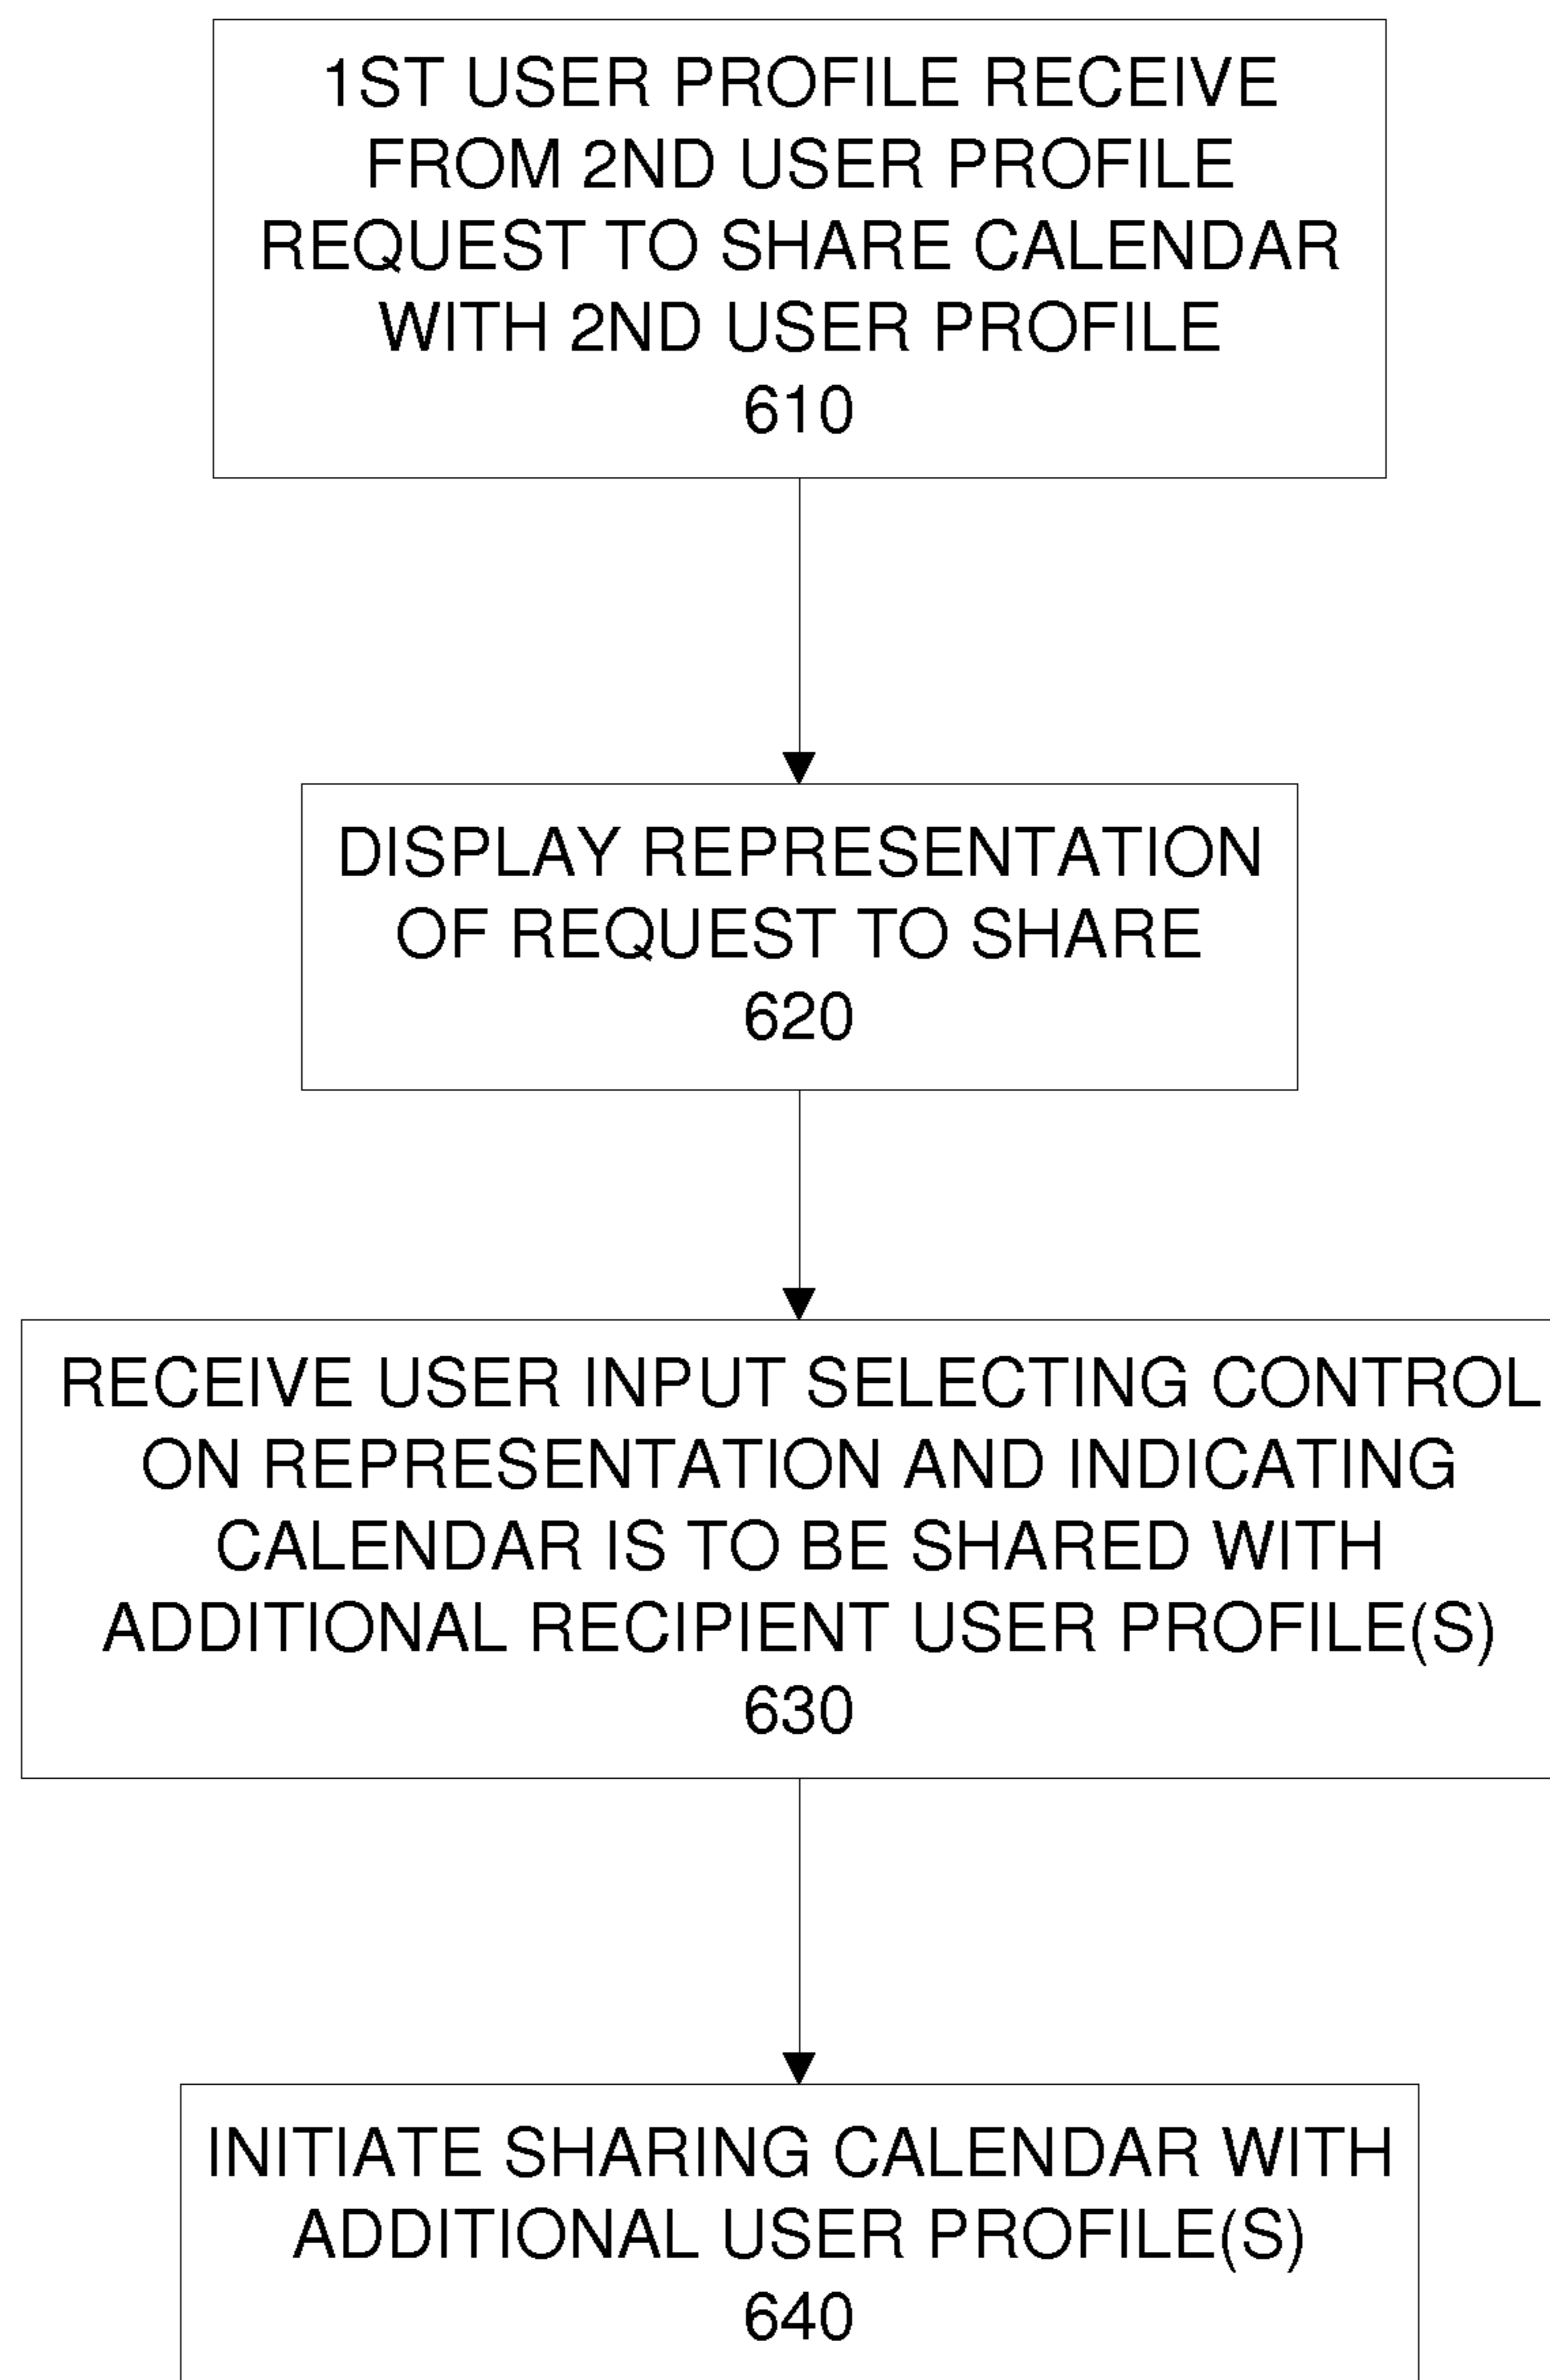 1ST USER PROFILE RECEIVE
FROM 2ND USER PROFILE
REQUEST TO SHARE CALENDAR
WITH 2ND USER PROFILE
610
DISPLAY REPRESENTATION
OF REQUEST TO SHARE
620
RECEIVE USER INPUT SELECTING CONTROL
ON REPRESENTATION AND INDICATING
CALENDAR IS TO BE SHARED WITH
ADDITIONAL RECIPIENT USER PROFILE(S)
630
INITIATE SHARING CALENDAR WITH
ADDITIONAL USER PROFILE(S)
640